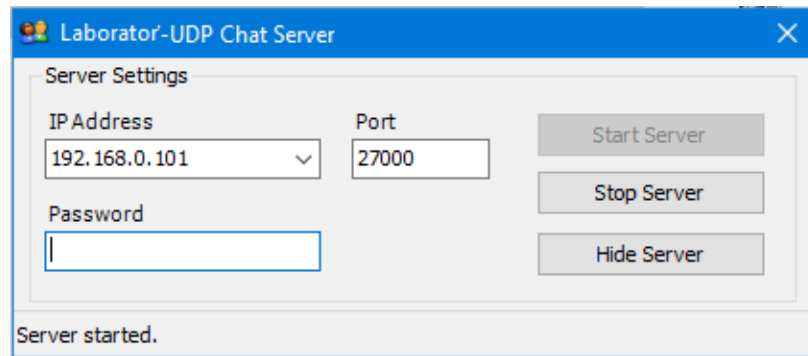 Laborator'-UDP Chat Server
Server Settings
IP Address
Port
192.168.0.101
27000
Start Server
Stop Server
Password
Hide Server
Server started.